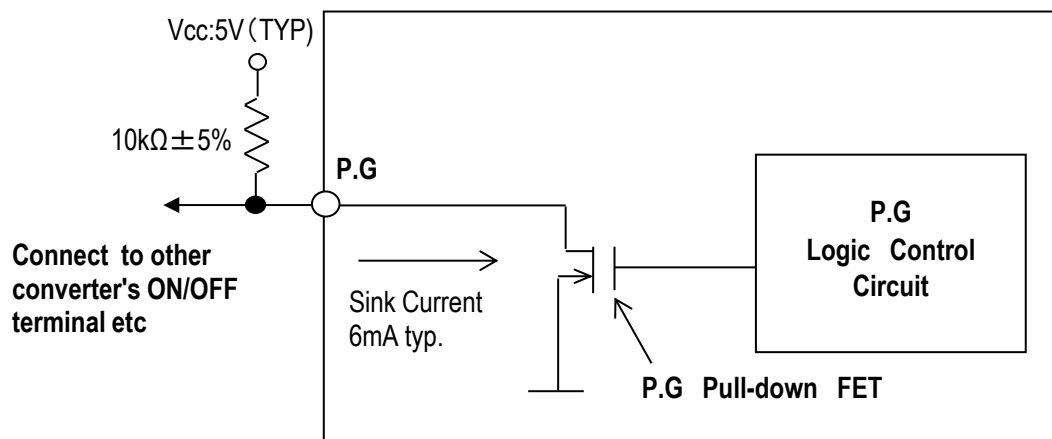 Vcc:5V（TYP）
10kΩ±5%
P.G
Connect to other
converter's ON/OFF
terminal etc
Sink Current
6mA typ.
P.G
Logic Control
Circuit
P.G Pull-down FET